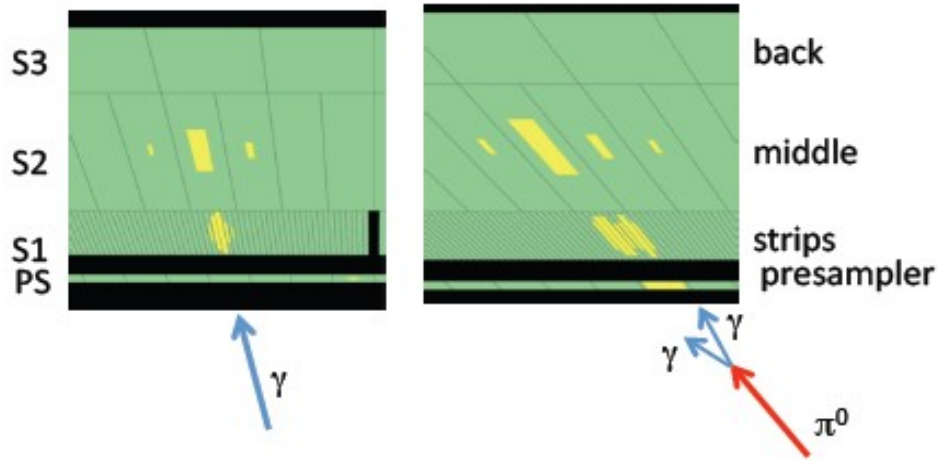 S3
S2
S1
PS
back
middle
strips
presampler
γ
γ
γ
π⁰